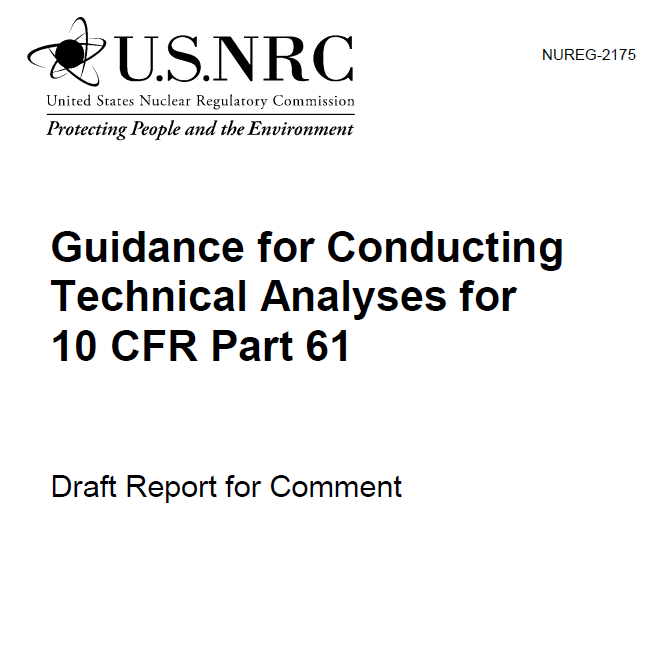 U.S.NRC
NUREG-2175
United States Nuclear Regulatory Commission
Protecting People and the Environment
Guidance for Conducting
Technical Analyses for
10 CFR Part 61
Draft Report for Comment